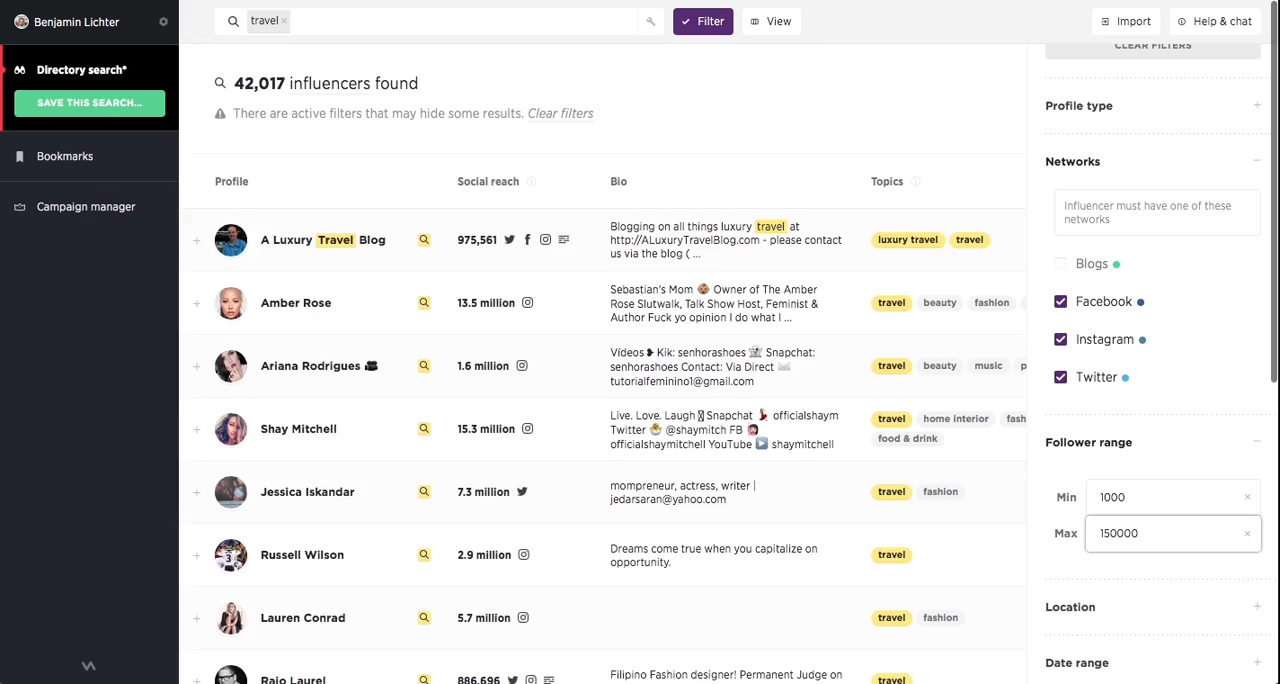 Benjamin Lichter
travel ×
Filter
View
Import
Help & chat
Directory search*
SAVE THIS SEARCH...
Bookmarks
Campaign manager
42,017 influencers found
There are active filters that may hide some results. Clear filters
Profile
Social reach
Bio
Topics
A Luxury Travel Blog
975,561
Blogging on all things luxury travel at
http://ALuxuryTravelBlog.com - please contact
us via the blog ( ...
luxury travel
travel
Amber Rose
13.5 million
Sebastian's Mom 👶🏽 Owner of The Amber
Rose Slutwalk, Talk Show Host, Feminist &
Author Fuck yo opinion I do what I ...
travel
beauty
fashion
Ariana Rodrigues
1.6 million
Vídeos Kik: senhorashoes Snapchat:
senhorashoes Contact: Via Direct
tutorialfeminino1@gmail.com
travel
beauty
music
p
Shay Mitchell
15.3 million
Live. Love. Laugh Snapchat officialshaym
Twitter @shaymitch FB
officialshaymitchell YouTube shaymitchell
travel
home interior
fash
food & drink
Jessica Iskandar
7.3 million
mompreneur, actress, writer |
jedarsaran@yahoo.com
travel
fashion
Russell Wilson
2.9 million
Dreams come true when you capitalize on
opportunity.
travel
Lauren Conrad
5.7 million
travel
fashion
Rajo Laurel
886,696
Filipino Fashion designer! Permanent Judge on
travel
CLEAR FILTERS
Profile type
Networks
Influencer must have one of these
networks
Blogs
Facebook
Instagram
Twitter
Follower range
Min 1000 ×
Max 150000 ×
Location
Date range